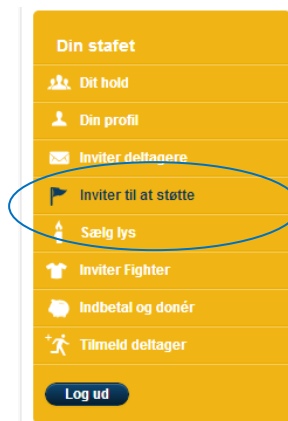 Din stafet
Dit hold
Din profil
Inviter deltagere
Inviter til at støtte
Sælg lys
Inviter Fighter
Indbetal og donér
Tilmeld deltager
Log ud